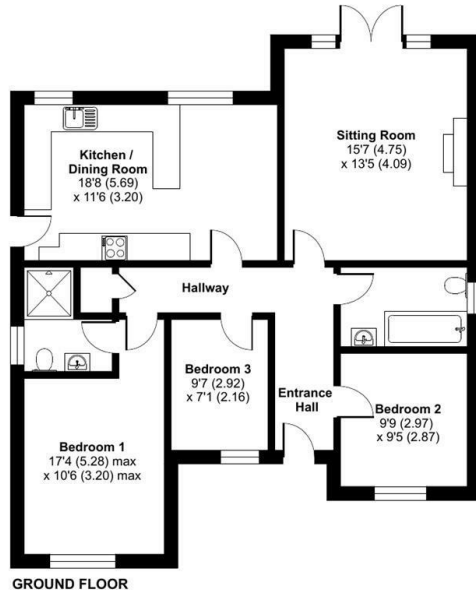 Sitting Room
15'7 (4.75)
x 13'5 (4.09)
Kitchen /
Dining Room
18'8 (5.69)
x 11'6 (3.20)
Hallway
Bedroom 3
9'7 (2.92)
x 7'1 (2.16)
Entrance
Hall
Bedroom 2
9'9 (2.97)
x 9'5 (2.87)
Bedroom 1
17'4 (5.28) max
x 10'6 (3.20) max
GROUND FLOOR